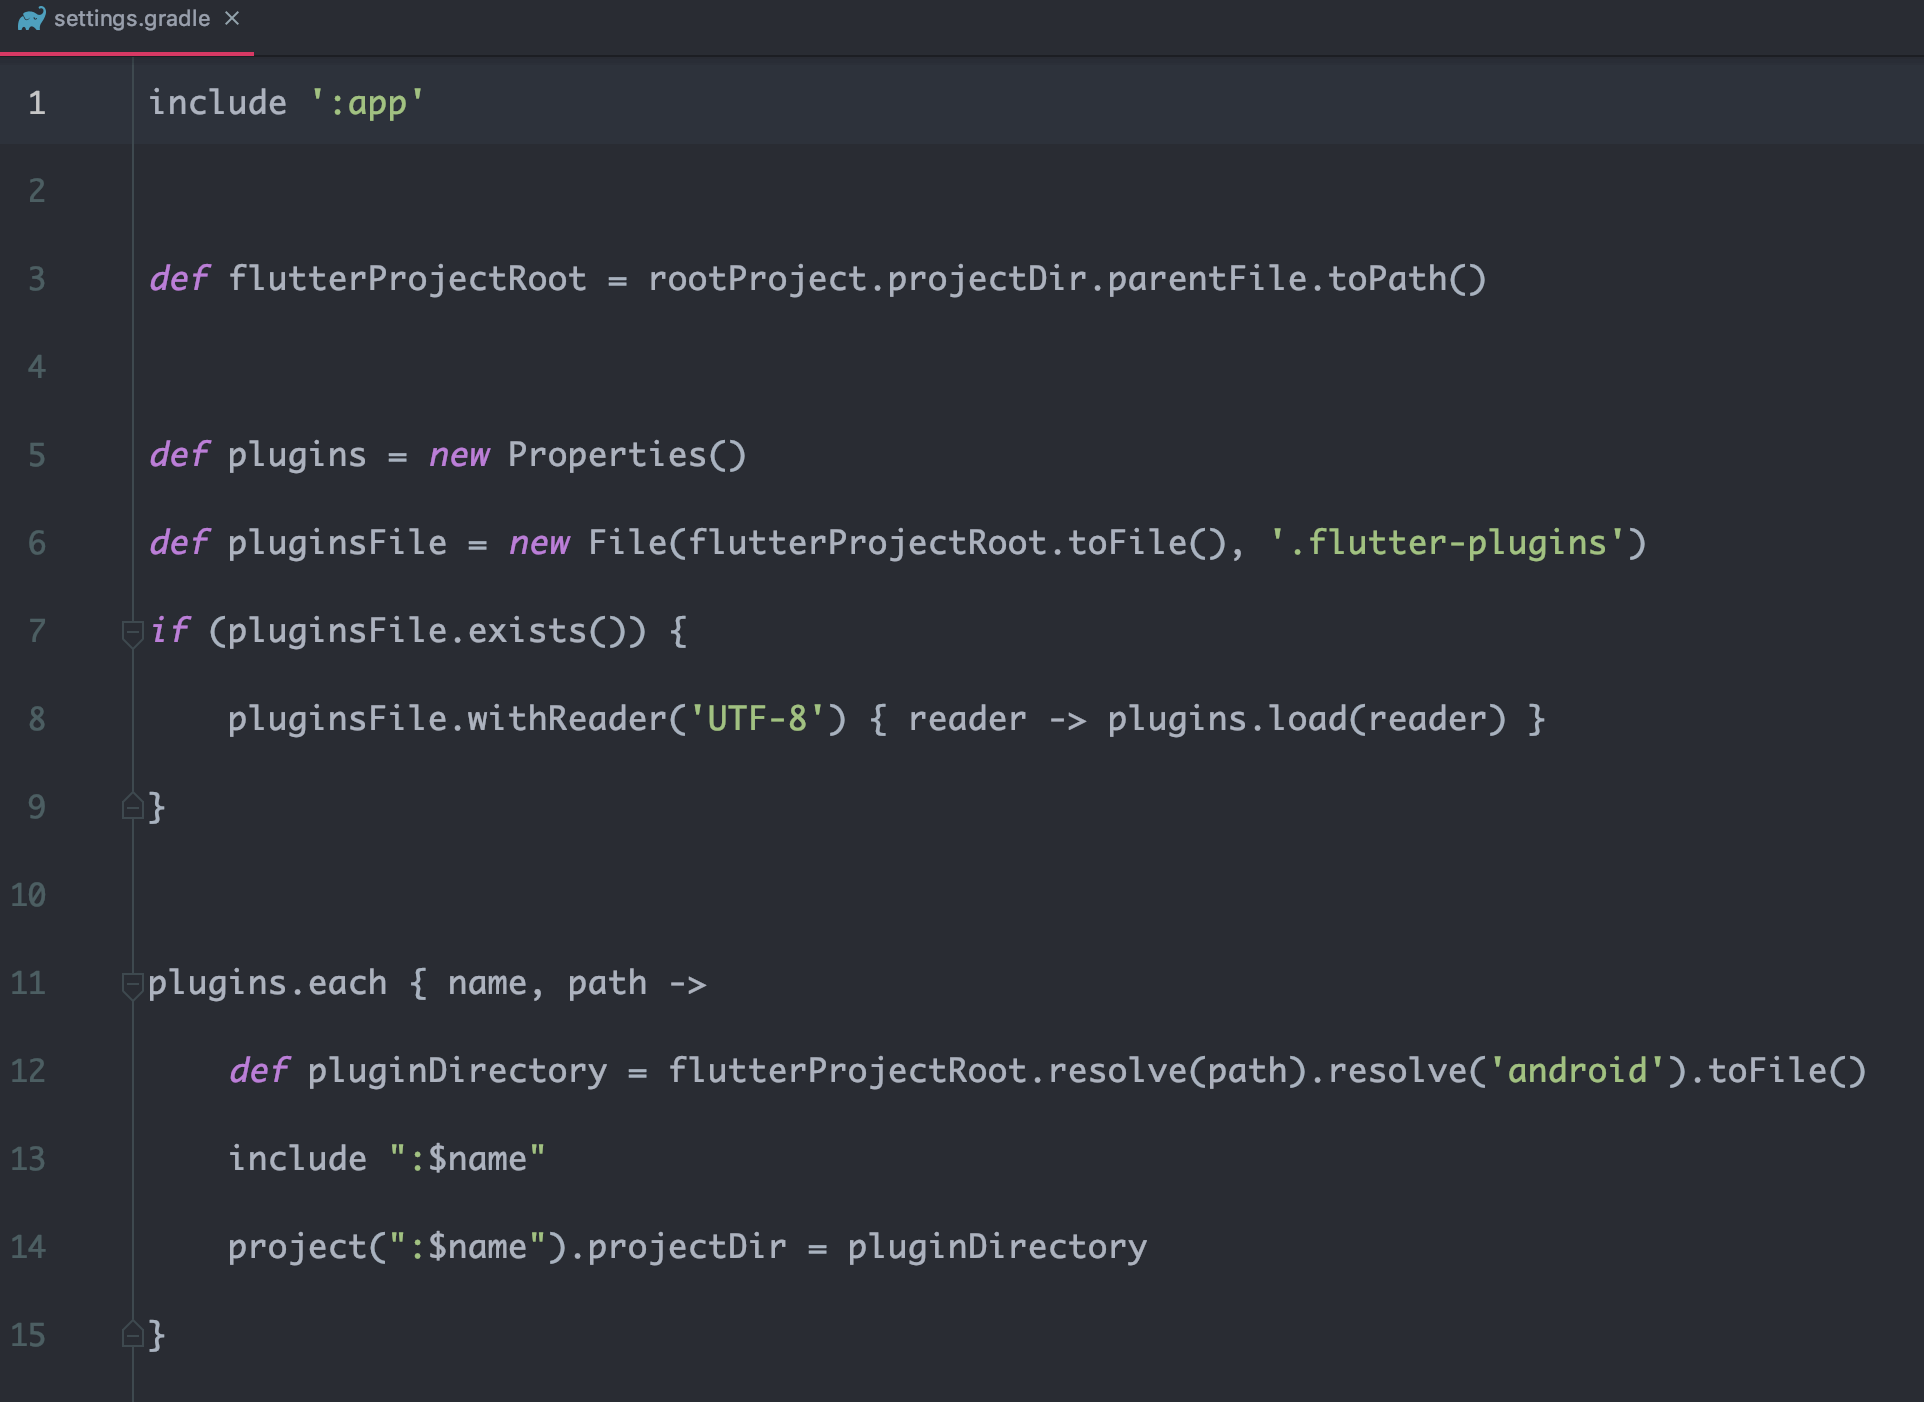 settings.gradle ×
1 include ':app'
2
3 def flutterProjectRoot = rootProject.projectDir.parentFile.toPath()
4
5 def plugins = new Properties()
6 def pluginsFile = new File(flutterProjectRoot.toFile(), '.flutter-plugins')
7 if (pluginsFile.exists()) {
8     pluginsFile.withReader('UTF-8') { reader -> plugins.load(reader) }
9 }
10
11 plugins.each { name, path ->
12     def pluginDirectory = flutterProjectRoot.resolve(path).resolve('android').toFile()
13     include ":$name"
14     project(":$name").projectDir = pluginDirectory
15 }